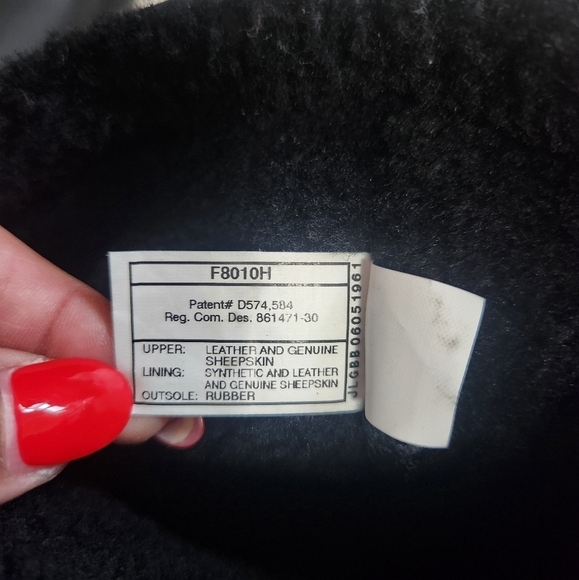 F8010H
Patent# D574,584
Reg. Com. Des. 861471-30
UPPER: LEATHER AND GENUINE
SHEEPSKIN
LINING: SYNTHETIC AND LEATHER
AND GENUINE SHEEPSKIN
OUTSOLE: RUBBER
JLGBB06051961